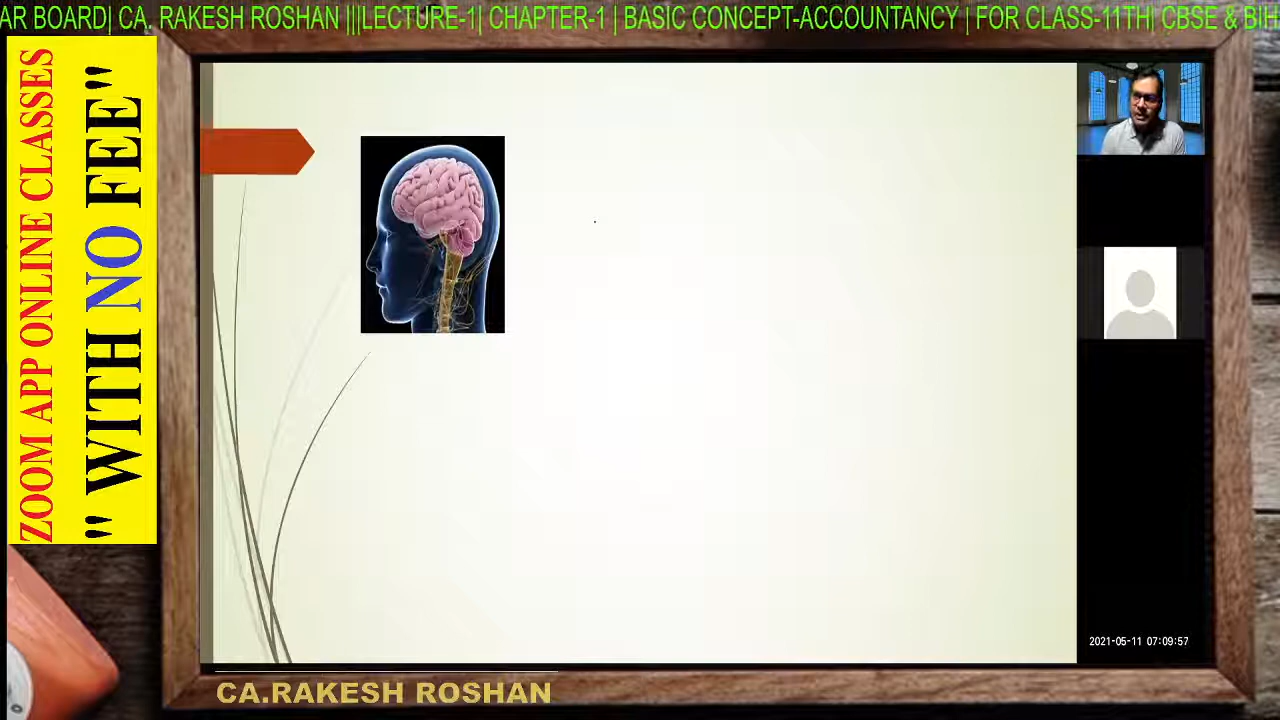 AR BOARD| CA. RAKESH ROSHAN |||LECTURE-1| CHAPTER-1 | BASIC CONCEPT-ACCOUNTANCY | FOR CLASS-11TH| CBSE & BIH
ZOOM APP ONLINE CLASSES
" WITH NO FEE"
2021-05-11 07:09:57
CA.RAKESH ROSHAN